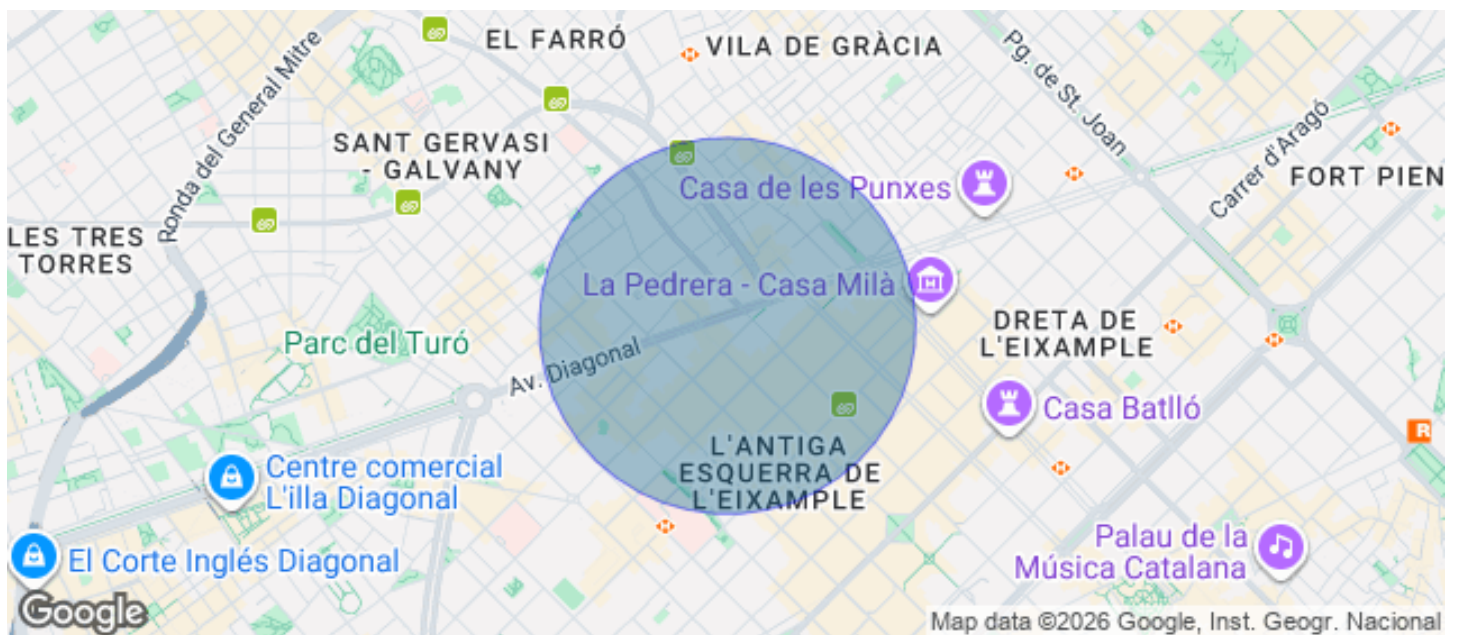 EL FARRÓ
VILA DE GRÀCIA
Pg. de St. Joan
Ronda del General Mitre
SANT GERVASI
- GALVANY
Carrer d'Aragó
Casa de les Punxes
FORT PIEN
LES TRES
TORRES
La Pedrera - Casa Milà
Parc del Turó
DRETA DE
L'EIXAMPLE
Av. Diagonal
Casa Batlló
R
L'ANTIGA
ESQUERRA DE
L'EIXAMPLE
Centre comercial
L'illa Diagonal
Palau de la
Música Catalana
El Corte Inglés Diagonal
Google
Map data ©2026 Google, Inst. Geogr. Nacional